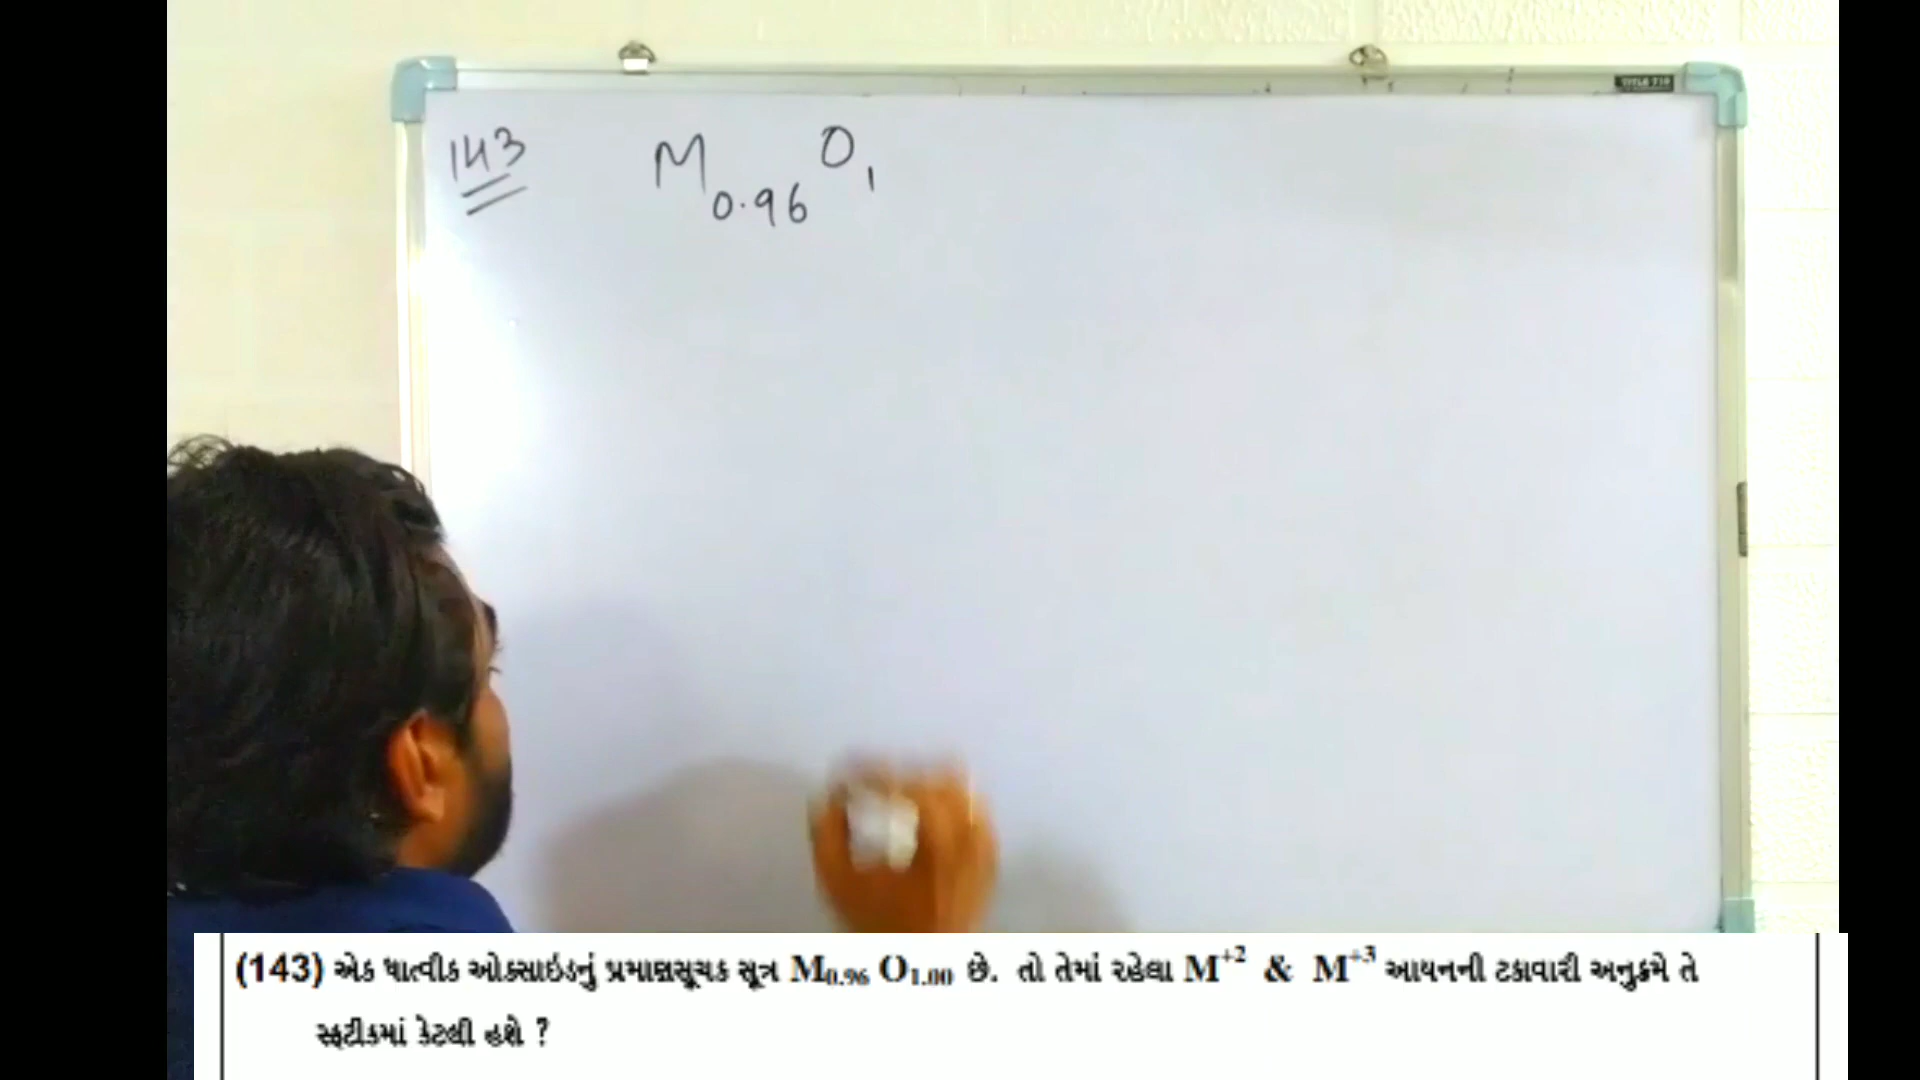 143 M0.96 O1
(143) એક ધાત્વીક ઓક્સાઇડનું પ્રમાણસૂચક સૂત્ર M0.96 O1.00 છે. તો તેમાં રહેલા M+2 & M+3 આયનની ટકાવારી અનુક્રમે તે
સ્ફટીકમાં કેટલી હશે ?